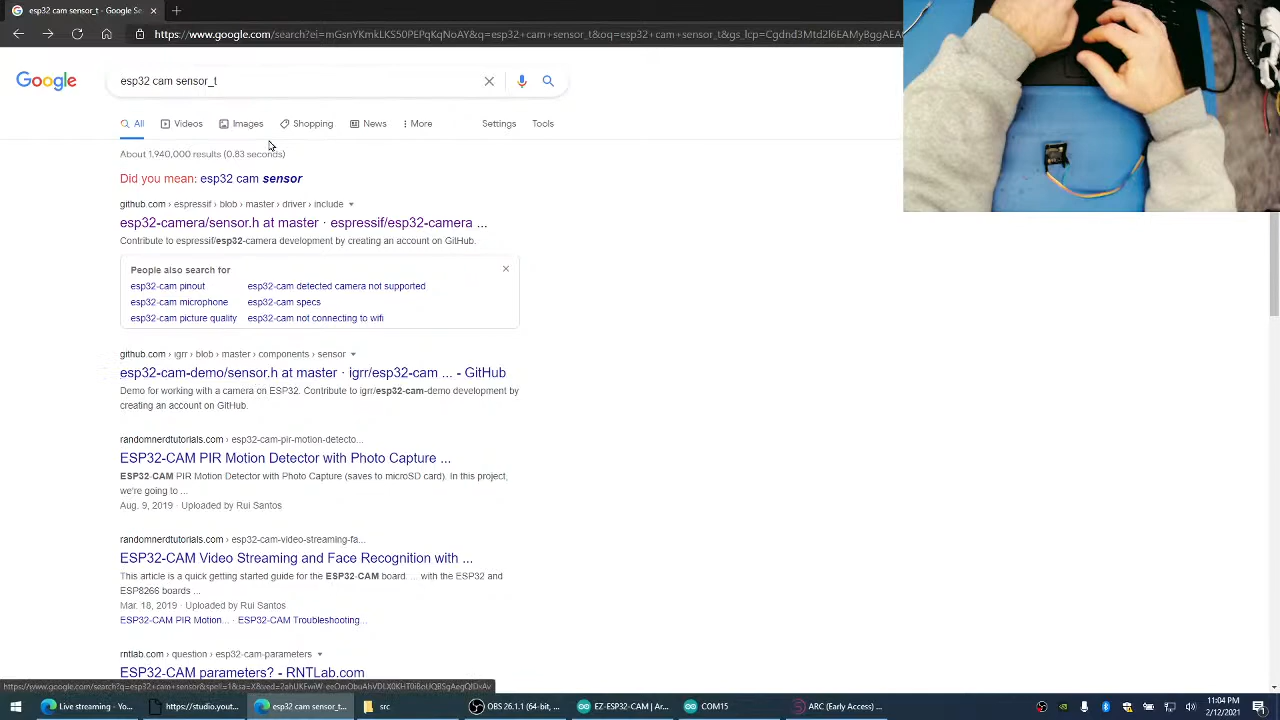 esp32 cam sensor_t - Google Sea
https://www.google.com/search?ei=mGsnYKmkLKS50PEPqKqNoAY&q=esp32+cam+sensor_t&oq=esp32+cam+sensor_t&gs_lcp=
Google
esp32 cam sensor_t
All Videos Images Shopping News More Settings Tools
About 1,940,000 results (0.83 seconds)
Did you mean: esp32 cam sensor
github.com › espressif › blob › master › driver › include
esp32-camera/sensor.h at master · espressif/esp32-camera ...
Contribute to espressif/esp32-camera development by creating an account on GitHub.
People also search for
esp32-cam pinout esp32-cam detected camera not supported
esp32-cam microphone esp32-cam specs
esp32-cam picture quality esp32-cam not connecting to wifi
github.com › igrr › blob › master › components › sensor
esp32-cam-demo/sensor.h at master · igrr/esp32-cam ... - GitHub
Demo for working with a camera on ESP32. Contribute to igrr/esp32-cam-demo development by
creating an account on GitHub.
randomnerdtutorials.com › esp32-cam-pir-motion-detecto...
ESP32-CAM PIR Motion Detector with Photo Capture ...
ESP32-CAM PIR Motion Detector with Photo Capture (saves to microSD card). In this project,
we're going to ...
Aug. 9, 2019 · Uploaded by Rui Santos
randomnerdtutorials.com › esp32-cam-video-streaming-fa...
ESP32-CAM Video Streaming and Face Recognition with ...
This article is a quick getting started guide for the ESP32-CAM board. ... with the ESP32 and
ESP8266 boards ...
Mar. 18, 2019 · Uploaded by Rui Santos
ESP32-CAM PIR Motion... · ESP32-CAM Troubleshooting...
rntlab.com › question › esp32-cam-parameters
ESP32-CAM parameters? - RNTLab.com
Live streaming - Yo... https://studio.yout... esp32 cam sensor_t... src OBS 26.1.1 (64-bit, ... EZ-ESP32-CAM | Ar... COM15 ARC (Early Access) ...
11:04 PM
2/12/2021